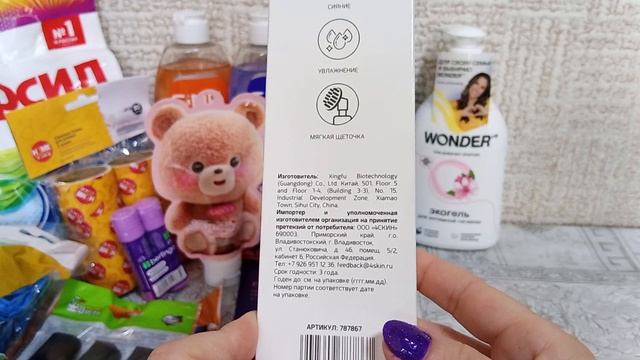 СИЯНИЕ
УВЛАЖНЕНИЕ
МЯГКАЯ ЩЕТОЧКА
Изготовитель: Xingfu Biotechnology
(Guangdong) Co., Ltd. Китай, 501, Floor 5
and Floor 1-4, (Building 3-3), No. 15,
Industrial Development Zone, Xiamao
Town, Sihui City, China.
Импортер и уполномоченная
изготовителем организация на принятие
претензий от потребителя: ООО «4СКИН»
690003, Приморский край, г.о.
Владивостокский, г. Владивосток,
ул. Станюковича, д. 46, помещ. 5/2,
кабинет 6, Российская Федерация.
Тел.:+7 926 951 12 36, feedback@4skin.ru
Срок годности: 3 года.
Годен до: см. на упаковке (гггг.мм.дд).
Номер партии соответствует дате
на упаковке.
АРТИКУЛ: 787867
№1
В РОССИИ
РСИЛ
WONDER
ЭКОГЕЛЬ